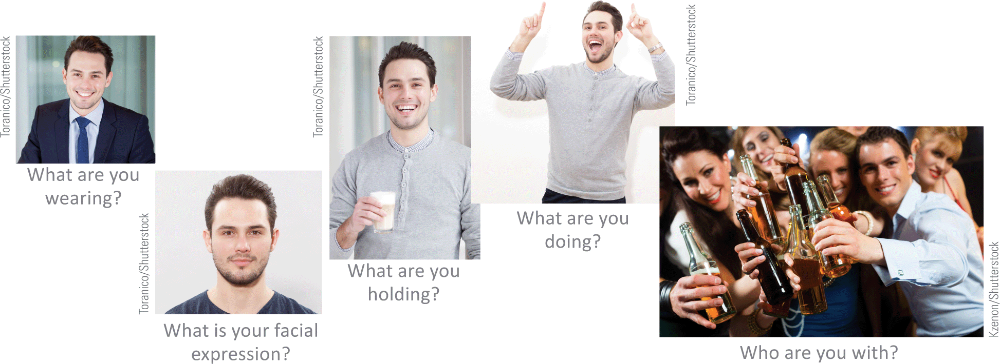 Toranico/Shutterstock
What are you
wearing?
Toranico/Shutterstock
What is your facial
expression?
Toranico/Shutterstock
What are you
holding?
Toranico/Shutterstock
What are you
doing?
Kzenon/Shutterstock
Who are you with?